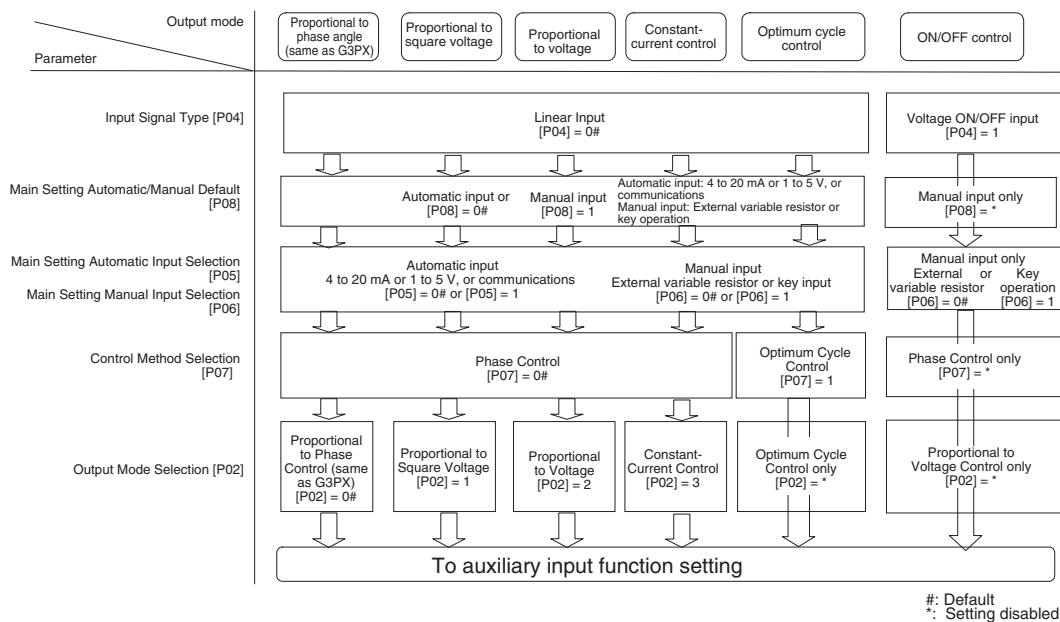 Output mode
Parameter
Proportional to
phase angle
(same as G3PX)
Proportional to
square voltage
Proportional
to voltage
Constant-
current control
Optimum cycle
control
ON/OFF control
Input Signal Type [P04]
Linear Input
[P04] = 0#
Voltage ON/OFF input
[P04] = 1
Main Setting Automatic/Manual Default
[P08]
Automatic input or
[P08] = 0#
Manual input
[P08] = 1
Automatic input: 4 to 20 mA or 1 to 5 V, or
communications
Manual input: External variable resistor or
key operation
Manual input only
[P08] = *
Main Setting Automatic Input Selection
[P05]
Main Setting Manual Input Selection
[P06]
Automatic input
4 to 20 mA or 1 to 5 V, or communications
[P05] = 0# or [P05] = 1
Manual input
External variable resistor or key input
[P06] = 0# or [P06] = 1
Manual input only
External or Key
variable resistor operation
[P06] = 0# [P06] = 1
Control Method Selection
[P07]
Phase Control
[P07] = 0#
Optimum Cycle
Control
[P07] = 1
Phase Control only
[P07] = *
Output Mode Selection [P02]
Proportional
to Phase
Control (same
as G3PX)
[P02] = 0#
Proportional to
Square Voltage
[P02] = 1
Proportional
to Voltage
[P02] = 2
Constant-
Current Control
[P02] = 3
Optimum Cycle
Control only
[P02] = *
Proportional to
Voltage Control only
[P02] = *
To auxiliary input function setting
#: Default
*: Setting disabled